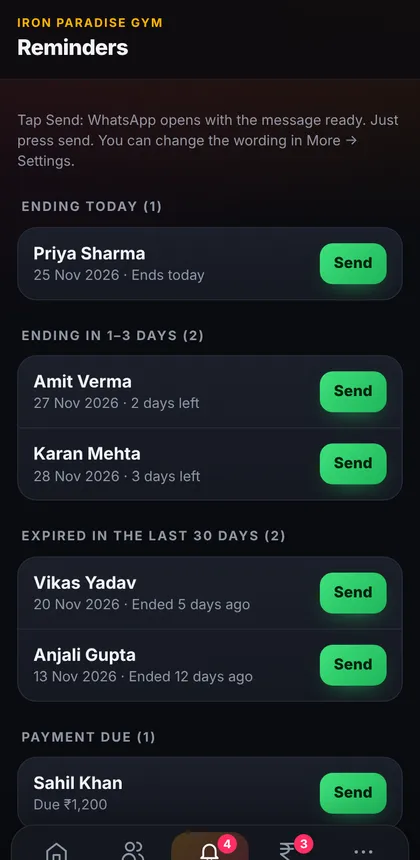 IRON PARADISE GYM
Reminders
Tap Send: WhatsApp opens with the message ready. Just
press send. You can change the wording in More →
Settings.
ENDING TODAY (1)
Priya Sharma
25 Nov 2026 · Ends today
Send
ENDING IN 1–3 DAYS (2)
Amit Verma
27 Nov 2026 · 2 days left
Send
Karan Mehta
28 Nov 2026 · 3 days left
Send
EXPIRED IN THE LAST 30 DAYS (2)
Vikas Yadav
20 Nov 2026 · Ended 5 days ago
Send
Anjali Gupta
13 Nov 2026 · Ended 12 days ago
Send
PAYMENT DUE (1)
Sahil Khan
Due ₹1,200
Send
4
₹ 3